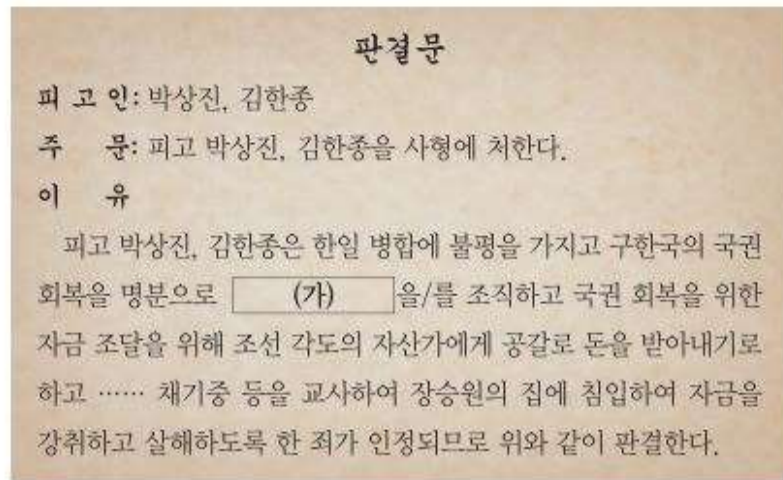 판결문
피 고 인: 박상진, 김한종
주 문: 피고 박상진, 김한종을 사형에 처한다.
이 유
피고 박상진, 김한종은 한일 병합에 불평을 가지고 구한국의 국권
회복을 명분으로 (가) 을/를 조직하고 국권 회복을 위한
자금 조달을 위해 조선 각도의 자산가에게 공갈로 돈을 받아내기로
하고 …… 채기중 등을 교사하여 장승원의 집에 침입하여 자금을
강취하고 살해하도록 한 죄가 인정되므로 위와 같이 판결한다.